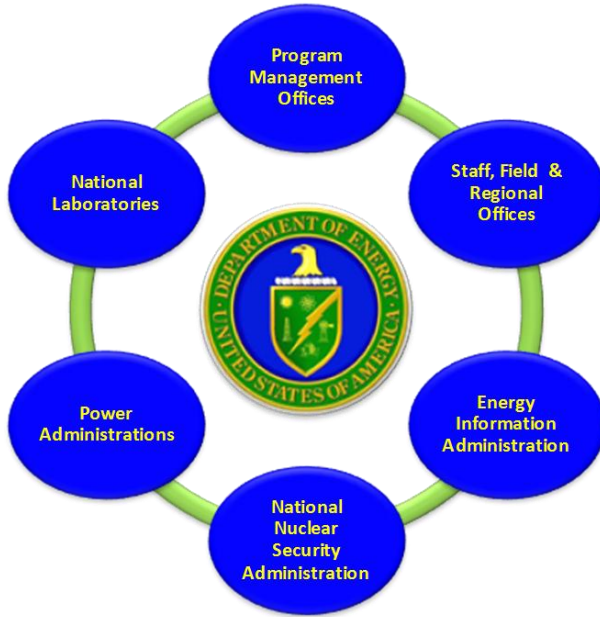 Program
Management
Offices
Staff, Field &
Regional
Offices
Energy
Information
Administration
National
Nuclear
Security
Administration
Power
Administrations
National
Laboratories
DEPARTMENT OF ENERGY
UNITED STATES OF AMERICA